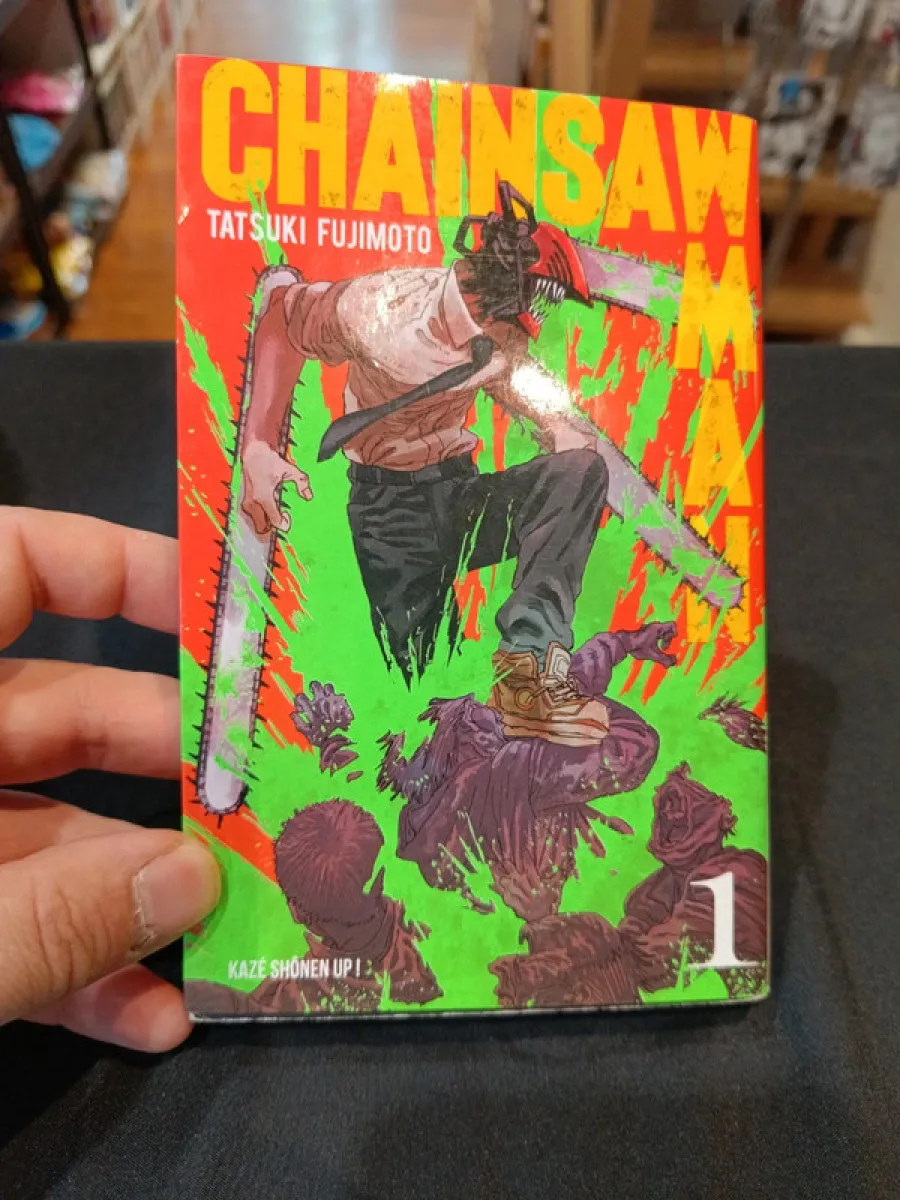 CHAINSAW
MAN
TATSUKI FUJIMOTO
KAZÉ SHÔNEN UP !
1